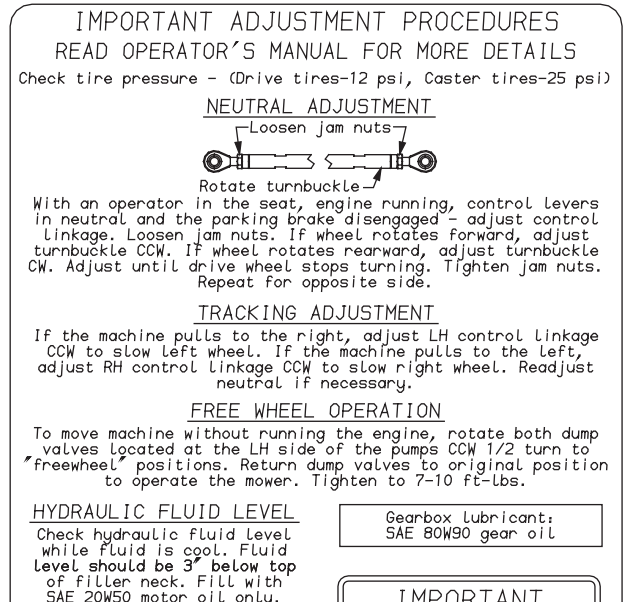 IMPORTANT ADJUSTMENT PROCEDURES
READ OPERATOR'S MANUAL FOR MORE DETAILS
Check tire pressure - (Drive tires-12 psi, Caster tires-25 psi)
NEUTRAL ADJUSTMENT
Loosen jam nuts
Rotate turnbuckle
With an operator in the seat, engine running, control levers
in neutral and the parking brake disengaged - adjust control
linkage. Loosen jam nuts. If wheel rotates forward, adjust
turnbuckle CCW. If wheel rotates rearward, adjust turnbuckle
CW. Adjust until drive wheel stops turning. Tighten jam nuts.
Repeat for opposite side.
TRACKING ADJUSTMENT
If the machine pulls to the right, adjust LH control linkage
CCW to slow left wheel. If the machine pulls to the left,
adjust RH control linkage CCW to slow right wheel. Readjust
neutral if necessary.
FREE WHEEL OPERATION
To move machine without running the engine, rotate both dump
valves located at the LH side of the pumps CCW 1/2 turn to
"freewheel" positions. Return dump valves to original position
to operate the mower. Tighten to 7-10 ft-lbs.
HYDRAULIC FLUID LEVEL
Check hydraulic fluid level
while fluid is cool. Fluid
level should be 3" below top
of filler neck. Fill with
SAE 20W50 motor oil only.
Gearbox lubricant:
SAE 80W90 gear oil
IMPORTANT